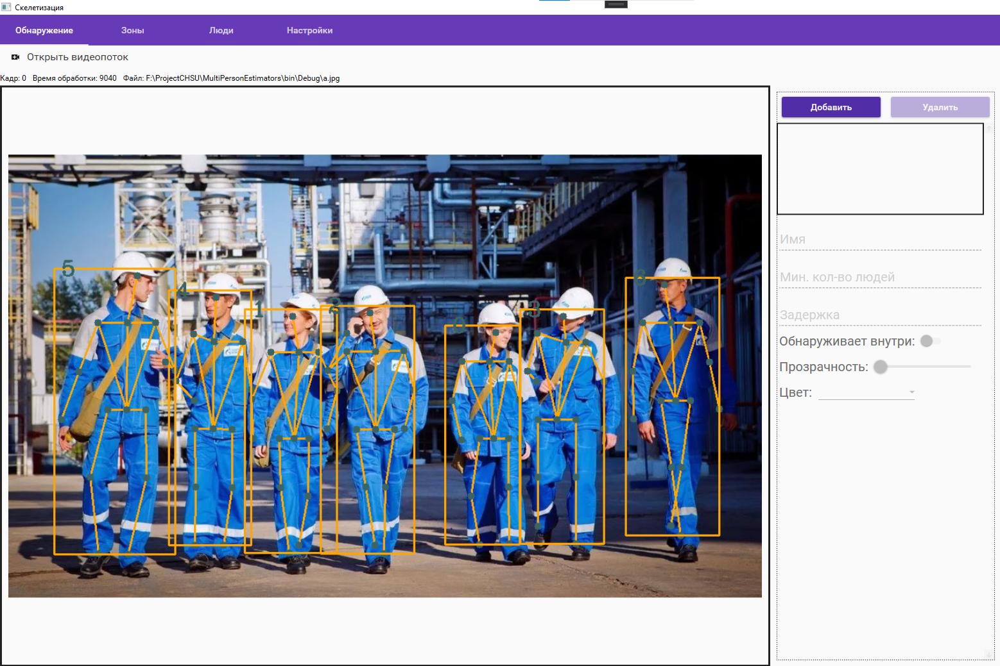 Скелетизация
Обнаружение Зоны Люди Настройки
Открыть видеопоток
Кадр: 0 Время обработки: 9040 Файл: F:\ProjectCHSU\MultiPersonEstimators\bin\Debug\a.jpg
Добавить Удалить
Имя
Мин. кол-во людей
Задержка
Обнаруживает внутри:
Прозрачность:
Цвет:
5
4
1
2
0
3
6